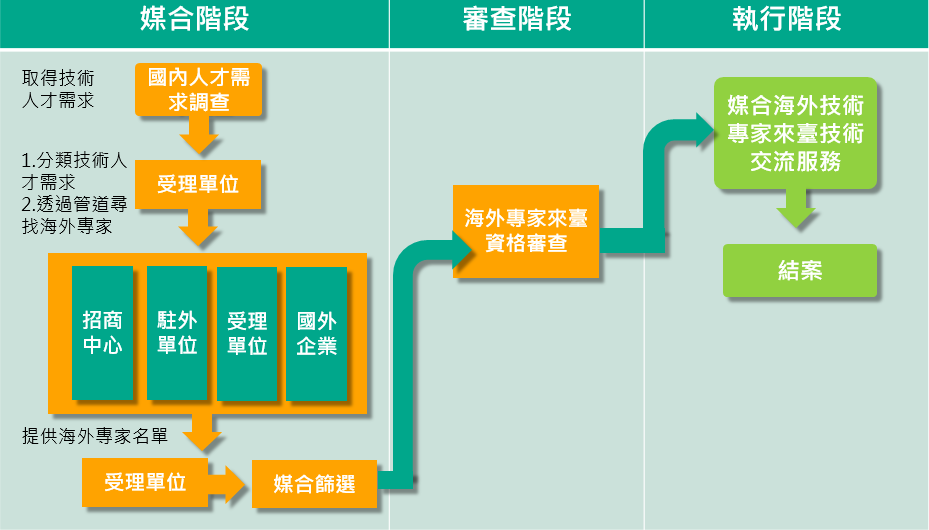 媒合階段
審查階段
執行階段
取得技術
人才需求
國內人才需
求調查
1.分類技術人
才需求
2.透過管道尋
找海外專家
受理單位
招商
中心
駐外
單位
受理
單位
國外
企業
提供海外專家名單
受理單位
媒合篩選
海外專家來臺
資格審查
媒合海外技術
專家來臺技術
交流服務
結案